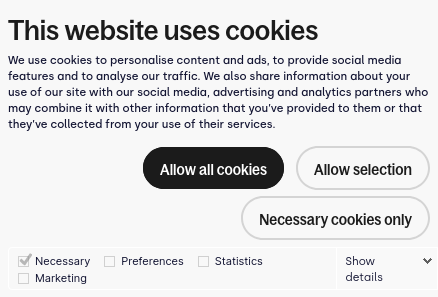 This website uses cookies
We use cookies to personalise content and ads, to provide social media
features and to analyse our traffic. We also share information about your
use of our site with our social media, advertising and analytics partners who
may combine it with other information that you've provided to them or that
they've collected from your use of their services.
Allow all cookies
Allow selection
Necessary cookies only
Necessary Preferences Statistics
Marketing
Show
details